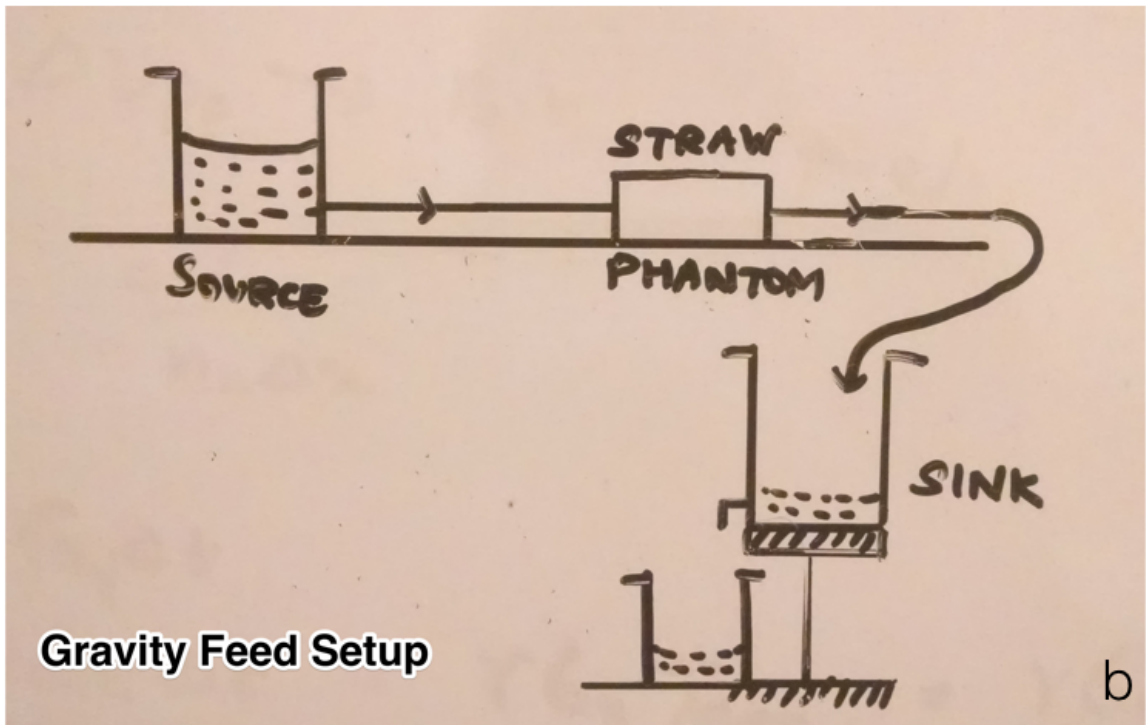 STRAW
SOURCE
PHANTOM
SINK
Gravity Feed Setup
b